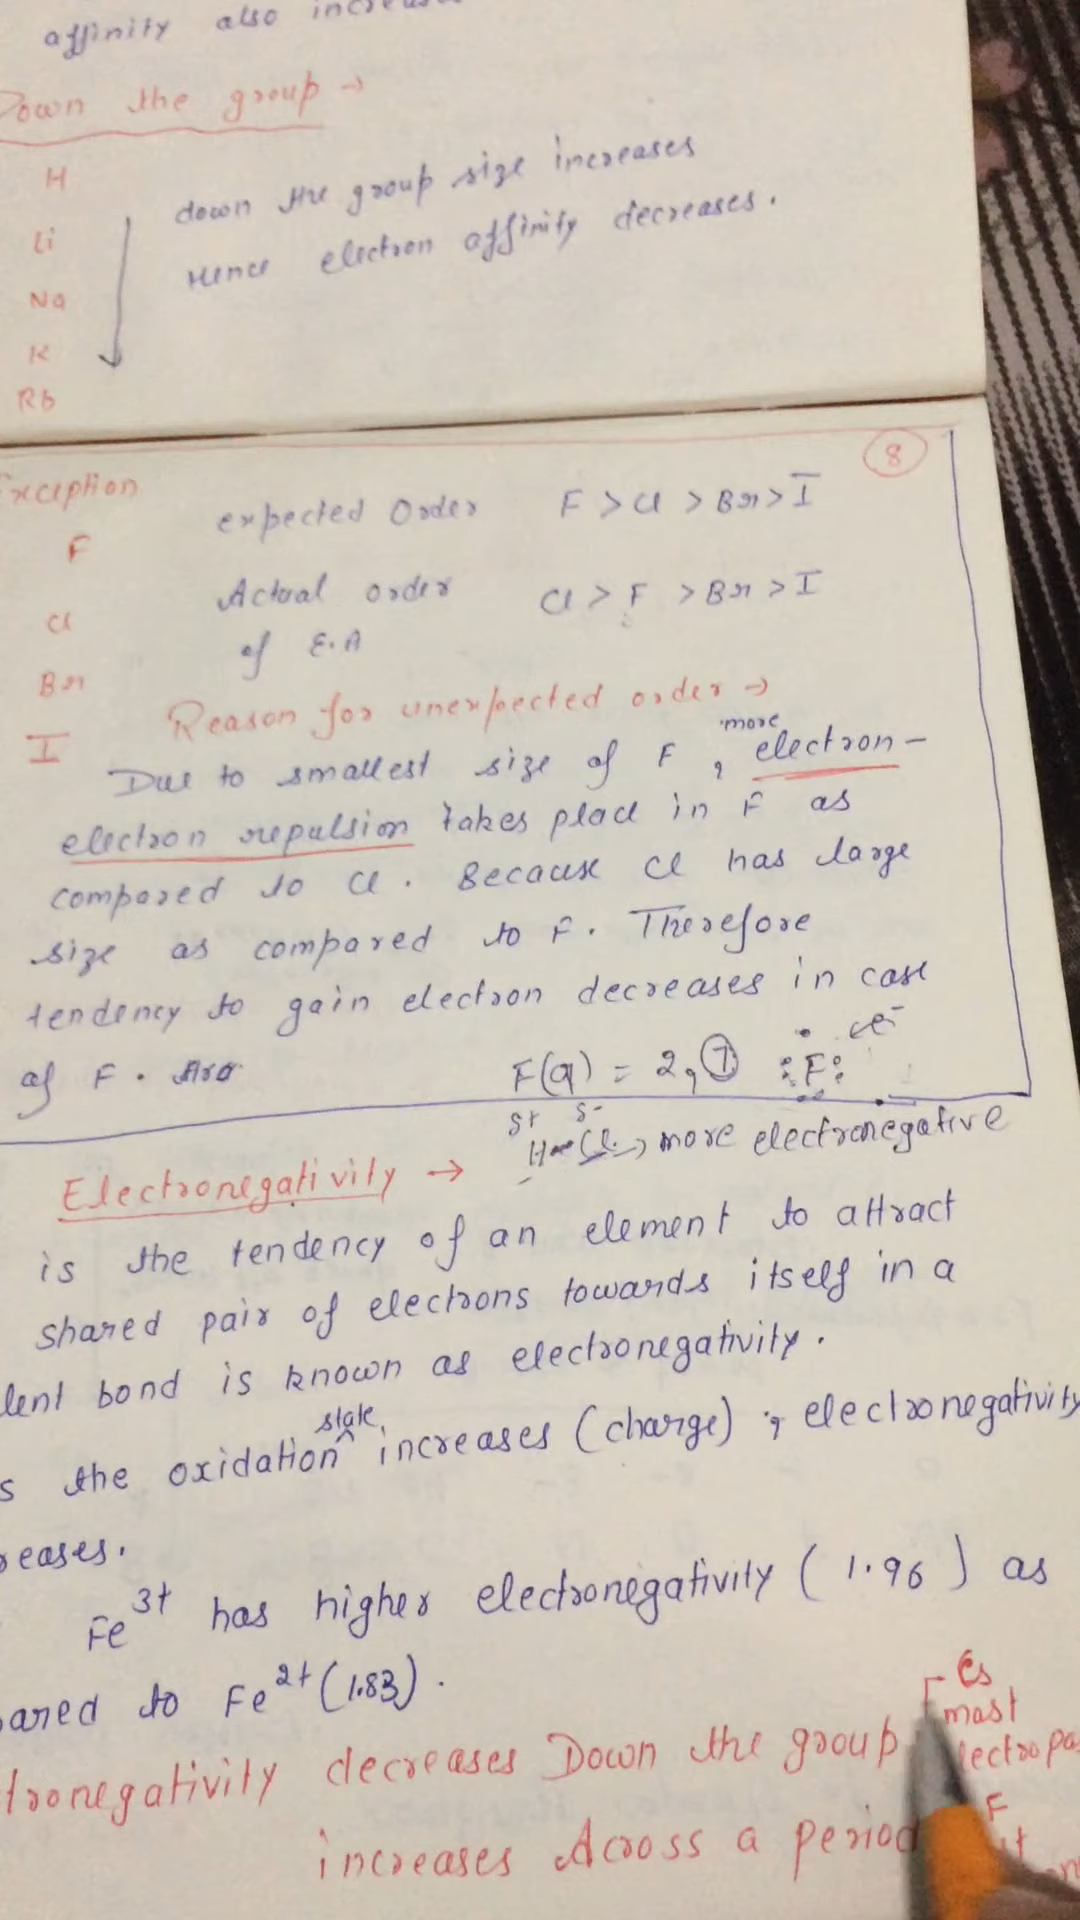 affinity also increases
Down the group →
H
Li
Na
K
Rb
down the group size increases
Hence electron affinity decreases.
8
Exception
F
Cl
Br
I
expected Order F > Cl > Br > I
Actual order Cl > F > Br > I
of E.A
Reason for unexpected order →
Due to smallest size of F, more electron-
electron repulsion takes place in F as
compared to Cl. Because Cl has large
size as compared to F. Therefore
tendency to gain electron decreases in case
of F.
F(9) = 2, 7 F e-
δ+ δ-
H Cl → more electronegative
Electronegativity →
is the tendency of an element to attract
shared pair of electrons towards itself in a
lent bond is known as electronegativity.
s the oxidation state increases (charge), electronegativity
reases.
Fe3+ has higher electronegativity (1.96) as
ared to Fe2+ (1.83).
tronegativity decreases Down the group
increases Across a period
Cs
most
lectropo
F